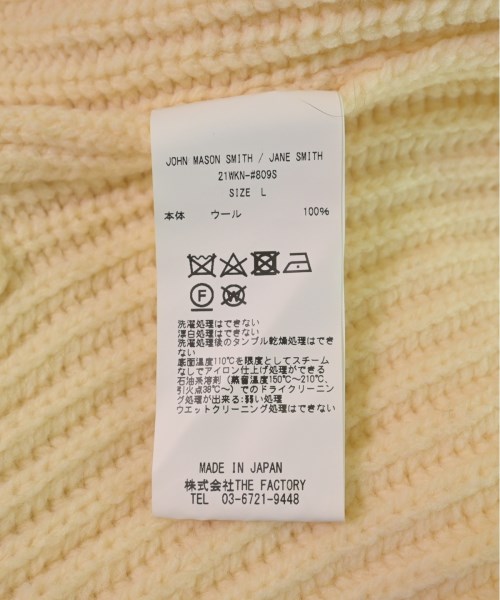 JOHN MASON SMITH / JANE SMITH
21WKN-#809S
SIZE L
本体 ウール 100%
F
W
洗濯処理はできない
漂白処理はできない
洗濯処理後のタンブル乾燥処理はでき
ない
底面温度110℃を限度としてスチーム
なしでアイロン仕上げ処理ができる
石油系溶剤（蒸留温度150℃～210℃、
引火点38℃～）でのドライクリーニン
グ処理が出来る:弱い処理
ウエットクリーニング処理はできない
MADE IN JAPAN
株式会社THE FACTORY
TEL 03-6721-9448